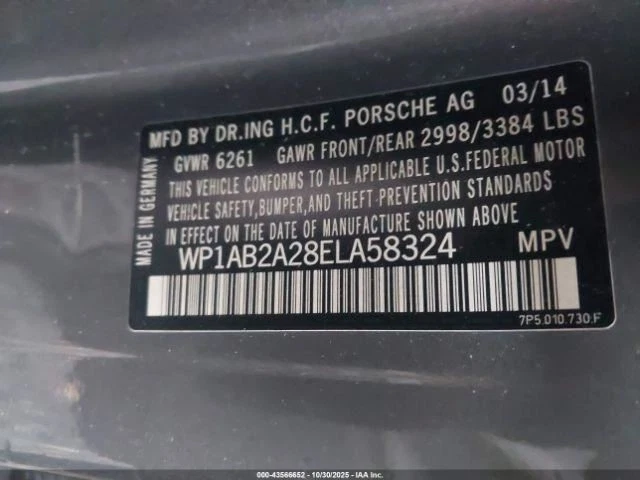 MFD BY DR.ING H.C.F. PORSCHE AG 03/14
GVWR 6261 GAWR FRONT/REAR 2998/3384 LBS
THIS VEHICLE CONFORMS TO ALL APPLICABLE U.S.FEDERAL MOTOR
VEHICLE SAFETY,BUMPER,AND THEFT PREVENTION STANDARDS
IN EFFECT ON THE DATE OF MANUFACTURE SHOWN ABOVE
WP1AB2A28ELA58324 MPV
7P5.010.730.F
MADE IN GERMANY
000-43566652 - 10/30/2025 - IAA Inc.